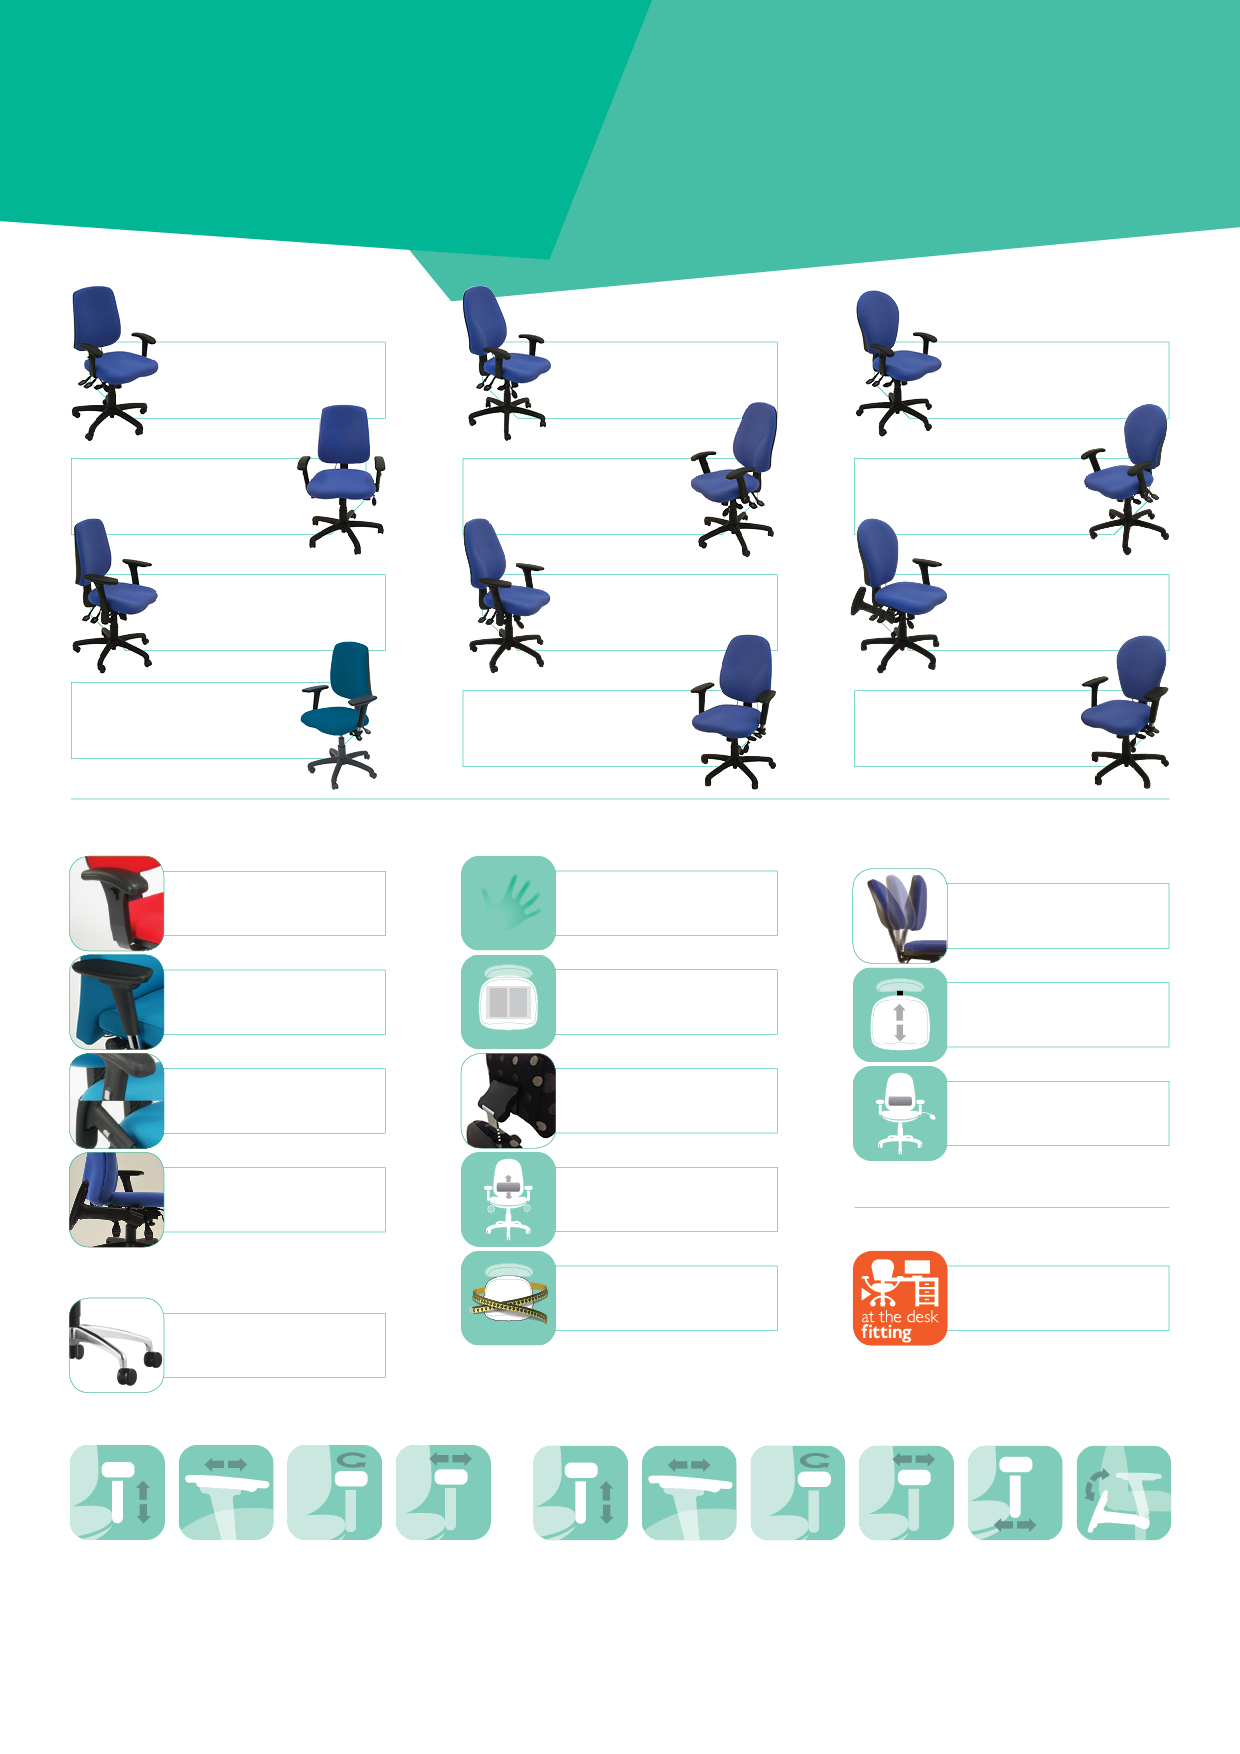 at the desk
fitting